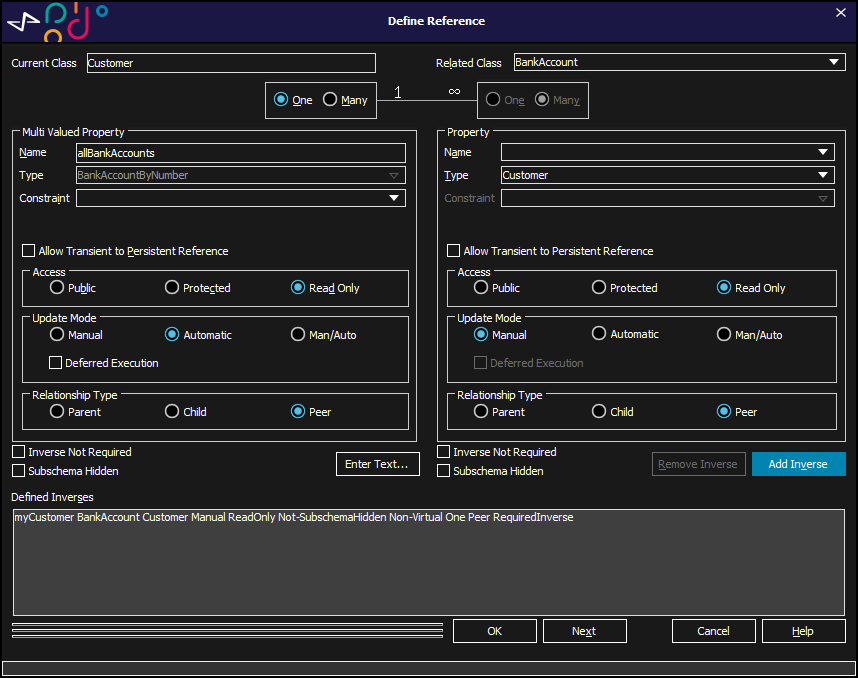 Define Reference
Current Class Customer Related Class BankAccount
One Many 1 ∞ One Many
Multi Valued Property
Name allBankAccounts
Type BankAccountByNumber
Constraint
Allow Transient to Persistent Reference
Access
Public Protected Read Only
Update Mode
Manual Automatic Man/Auto
Deferred Execution
Relationship Type
Parent Child Peer
Inverse Not Required
Subschema Hidden
Enter Text...
Property
Name
Type Customer
Constraint
Allow Transient to Persistent Reference
Access
Public Protected Read Only
Update Mode
Manual Automatic Man/Auto
Deferred Execution
Relationship Type
Parent Child Peer
Inverse Not Required
Subschema Hidden
Remove Inverse Add Inverse
Defined Inverses
myCustomer BankAccount Customer Manual ReadOnly Not-SubschemaHidden Non-Virtual One Peer RequiredInverse
OK Next Cancel Help